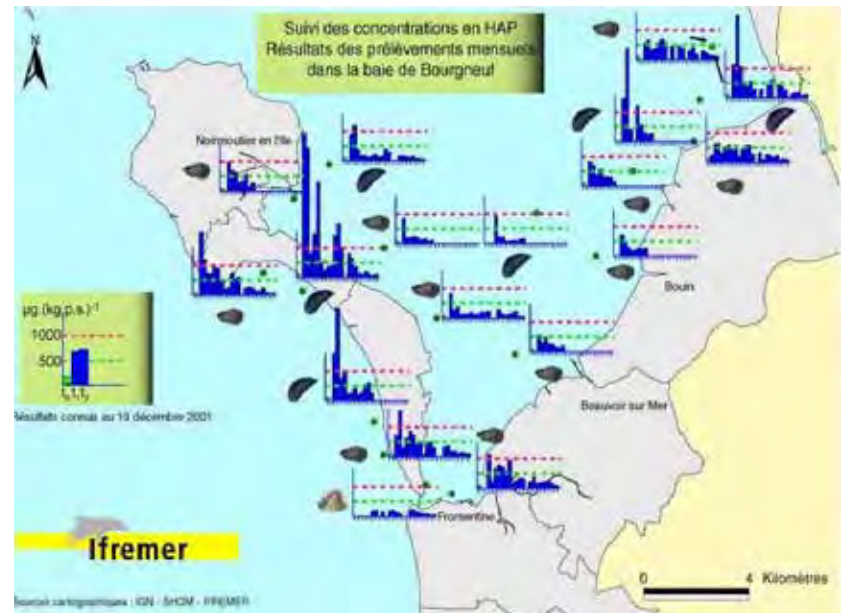 Suivi des concentrations en HAP
Résultats des prélèvements mensuels
dans la baie de Bourgneuf
N
Noirmoutier en l'île
Bouin
Beauvoir sur Mer
Fromentine
µg.(kg,p.s.)-1
1000
500
Résultats connus au 19 décembre 2001
Ifremer
0 4 Kilomètres
Sources cartographiques : IGN - SHOM - IFREMER